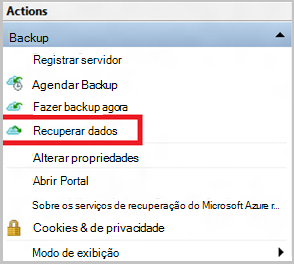 Actions
Backup
Registrar servidor
Agendar Backup
Fazer backup agora
Recuperar dados
Alterar propriedades
Abrir Portal
Sobre os serviços de recuperação do Microsoft Azure r...
Cookies & de privacidade
Modo de exibição